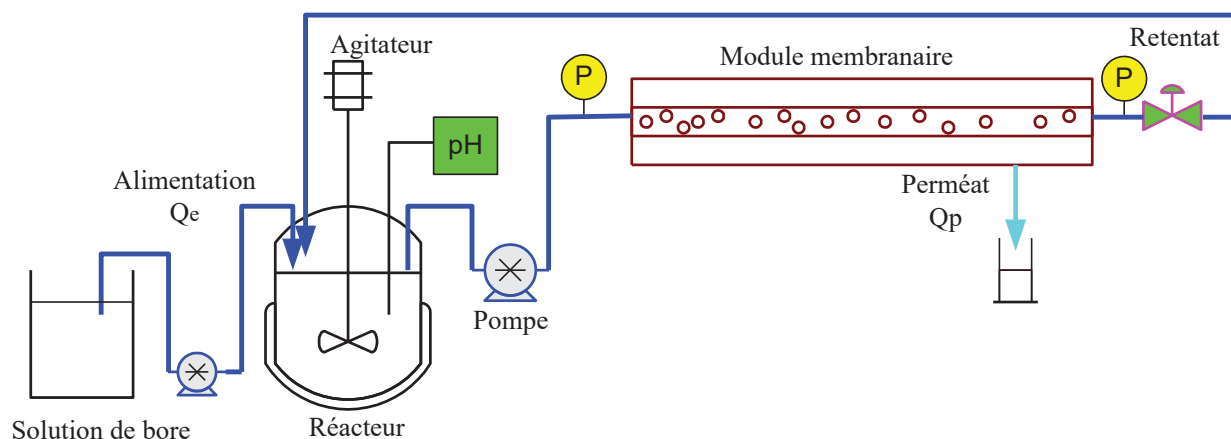 Agitateur
Module membranaire
Retentat
P
P
pH
Alimentation
Qe
Perméat
Qp
Pompe
Solution de bore
Réacteur